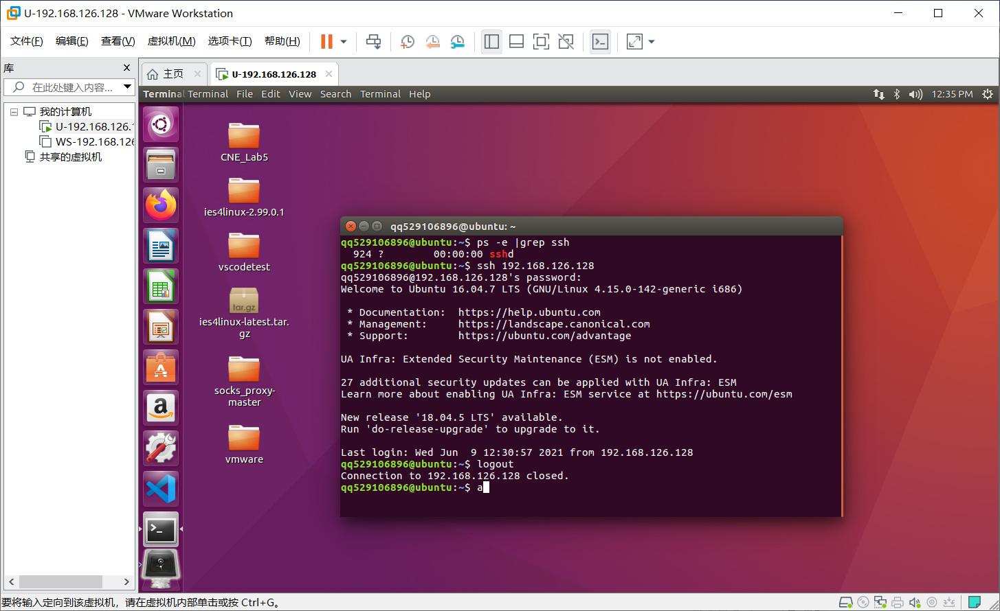 U-192.168.126.128 - VMware Workstation
文件(F) 编辑(E) 查看(V) 虚拟机(M) 选项卡(T) 帮助(H)
库
在此处键入内容...
我的计算机
U-192.168.126.
WS-192.168.126
共享的虚拟机
主页 U-192.168.126.128
Terminal Terminal File Edit View Search Terminal Help 12:35 PM
CNE_Lab5
ies4linux-2.99.0.1
vscodetest
tar.gz
ies4linux-latest.tar.
gz
socks_proxy-
master
vmware
qq529106896@ubuntu: ~
qq529106896@ubuntu:~$ ps -e |grep ssh
924 ? 00:00:00 sshd
qq529106896@ubuntu:~$ ssh 192.168.126.128
qq529106896@192.168.126.128's password:
Welcome to Ubuntu 16.04.7 LTS (GNU/Linux 4.15.0-142-generic i686)
* Documentation: https://help.ubuntu.com
* Management: https://landscape.canonical.com
* Support: https://ubuntu.com/advantage
UA Infra: Extended Security Maintenance (ESM) is not enabled.
27 additional security updates can be applied with UA Infra: ESM
Learn more about enabling UA Infra: ESM service at https://ubuntu.com/esm
New release '18.04.5 LTS' available.
Run 'do-release-upgrade' to upgrade to it.
Last login: Wed Jun 9 12:30:57 2021 from 192.168.126.128
qq529106896@ubuntu:~$ logout
Connection to 192.168.126.128 closed.
qq529106896@ubuntu:~$ a
要将输入定向到该虚拟机，请在虚拟机内部单击或按 Ctrl+G。